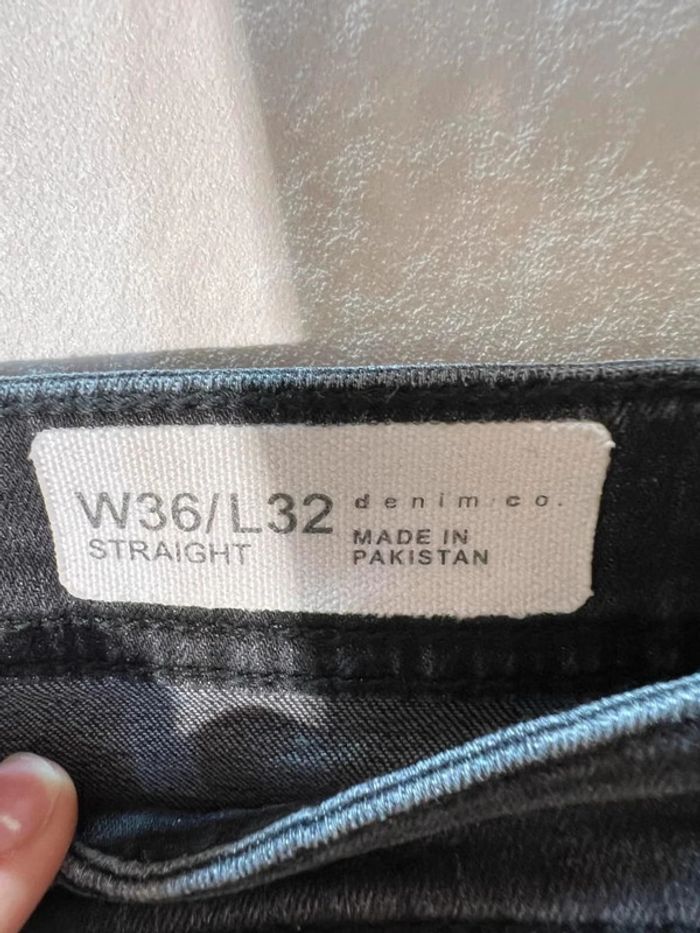 W36/L32
STRAIGHT
denim co.
MADE IN
PAKISTAN